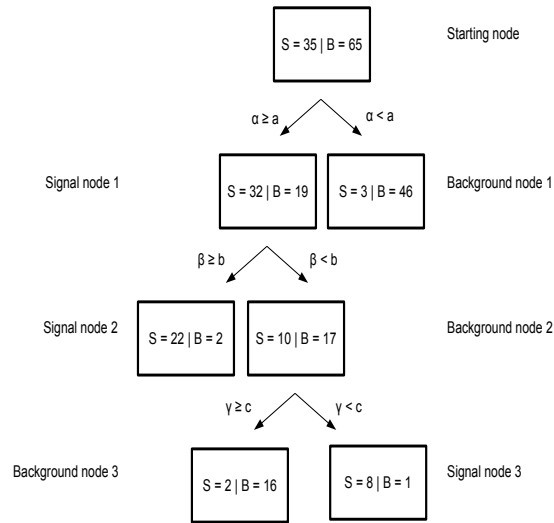 S = 35 | B = 65
Starting node
α ≥ a
α < a
Signal node 1
S = 32 | B = 19
S = 3 | B = 46
Background node 1
β ≥ b
β < b
Signal node 2
S = 22 | B = 2
S = 10 | B = 17
Background node 2
γ ≥ c
γ < c
Background node 3
S = 2 | B = 16
S = 8 | B = 1
Signal node 3